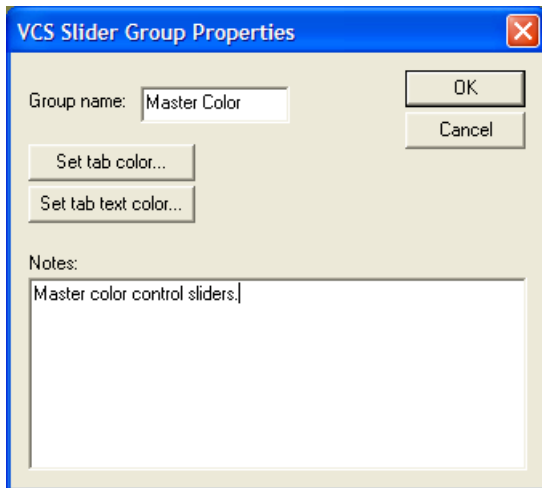 VCS Slider Group Properties
Group name: Master Color
OK
Cancel
Set tab color...
Set tab text color...
Notes:
Master color control sliders.